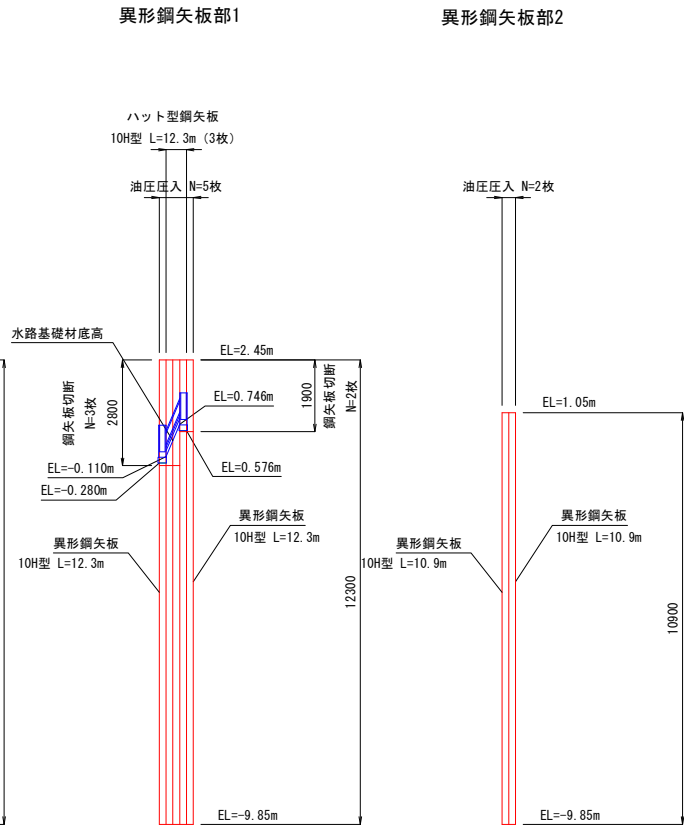 異形鋼矢板部1
異形鋼矢板部2
ハット型鋼矢板
10H型 L=12.3m (3枚)
油圧圧入 N=5枚
油圧圧入 N=2枚
水路基礎材底高
EL=2.45m
鋼矢板切断
N=3枚
2800
EL=0.746m
1900
鋼矢板切断
N=2枚
EL=1.05m
EL=-0.110m
EL=0.576m
EL=-0.280m
異形鋼矢板
10H型 L=12.3m
異形鋼矢板
10H型 L=12.3m
異形鋼矢板
10H型 L=10.9m
異形鋼矢板
10H型 L=10.9m
12300
10900
EL=-9.85m
EL=-9.85m